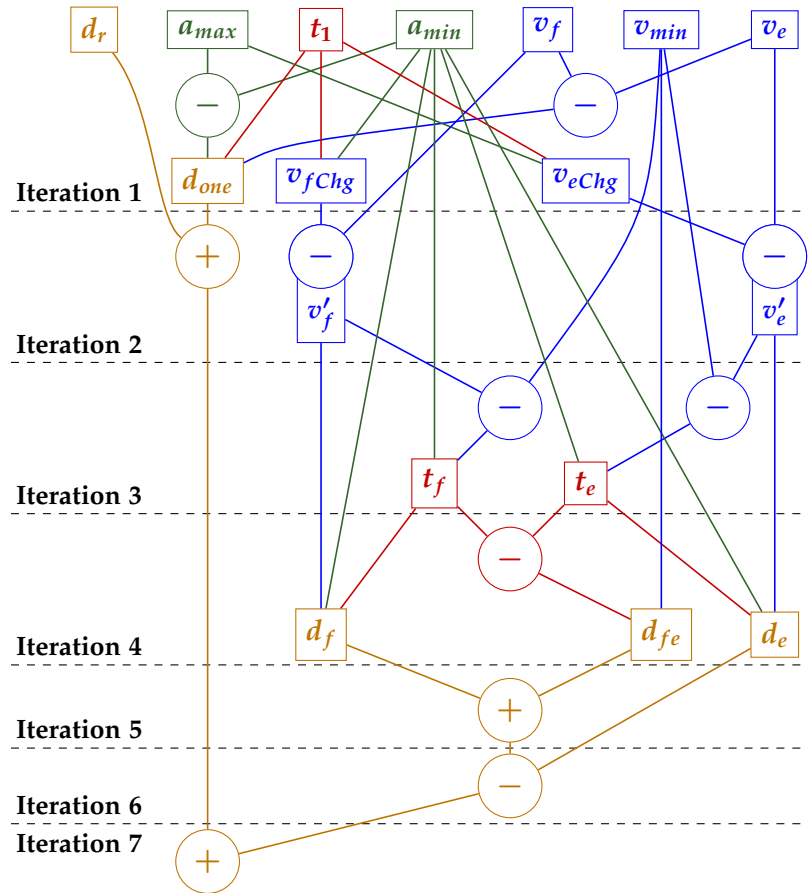 d_r a_max t_1 a_min v_f v_min v_e
− −
d_one v_fChg v_eChg
Iteration 1
+ − −
v'_f v'_e
Iteration 2
− −
t_f t_e
Iteration 3
−
d_f d_fe d_e
Iteration 4
+
Iteration 5
−
Iteration 6
Iteration 7
+